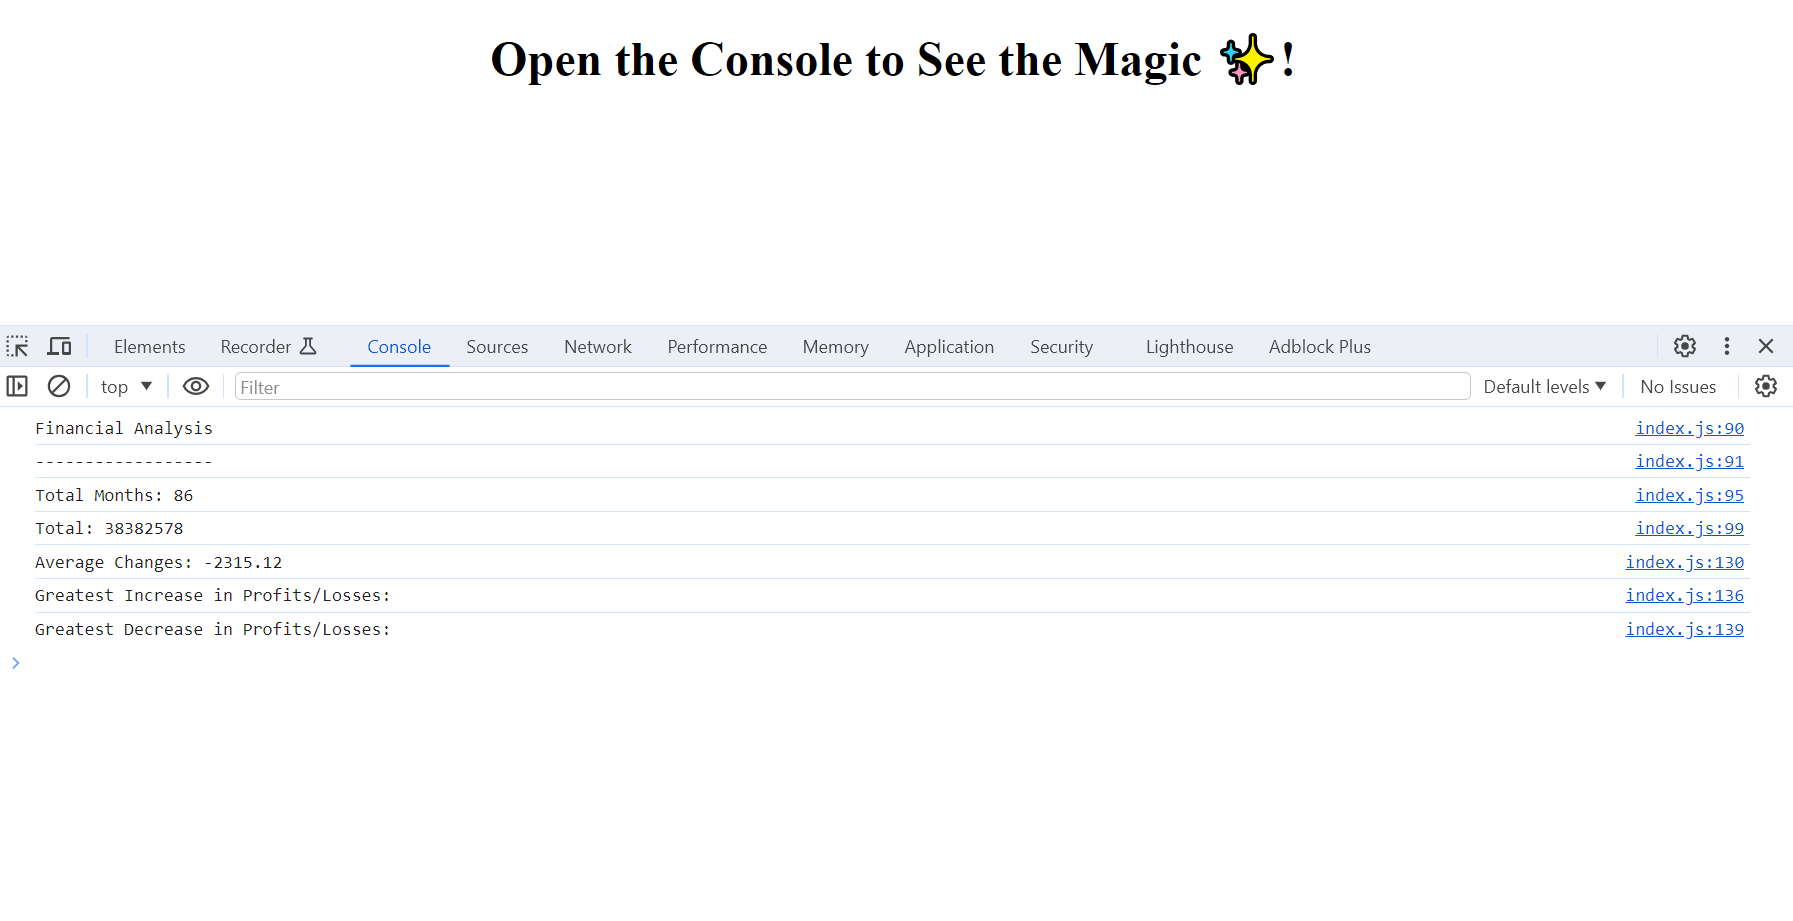 Open the Console to See the Magic ✨!
Elements Recorder Console Sources Network Performance Memory Application Security Lighthouse Adblock Plus
top Filter Default levels No Issues
Financial Analysis index.js:90
------------------ index.js:91
Total Months: 86 index.js:95
Total: 38382578 index.js:99
Average Changes: -2315.12 index.js:130
Greatest Increase in Profits/Losses: index.js:136
Greatest Decrease in Profits/Losses: index.js:139